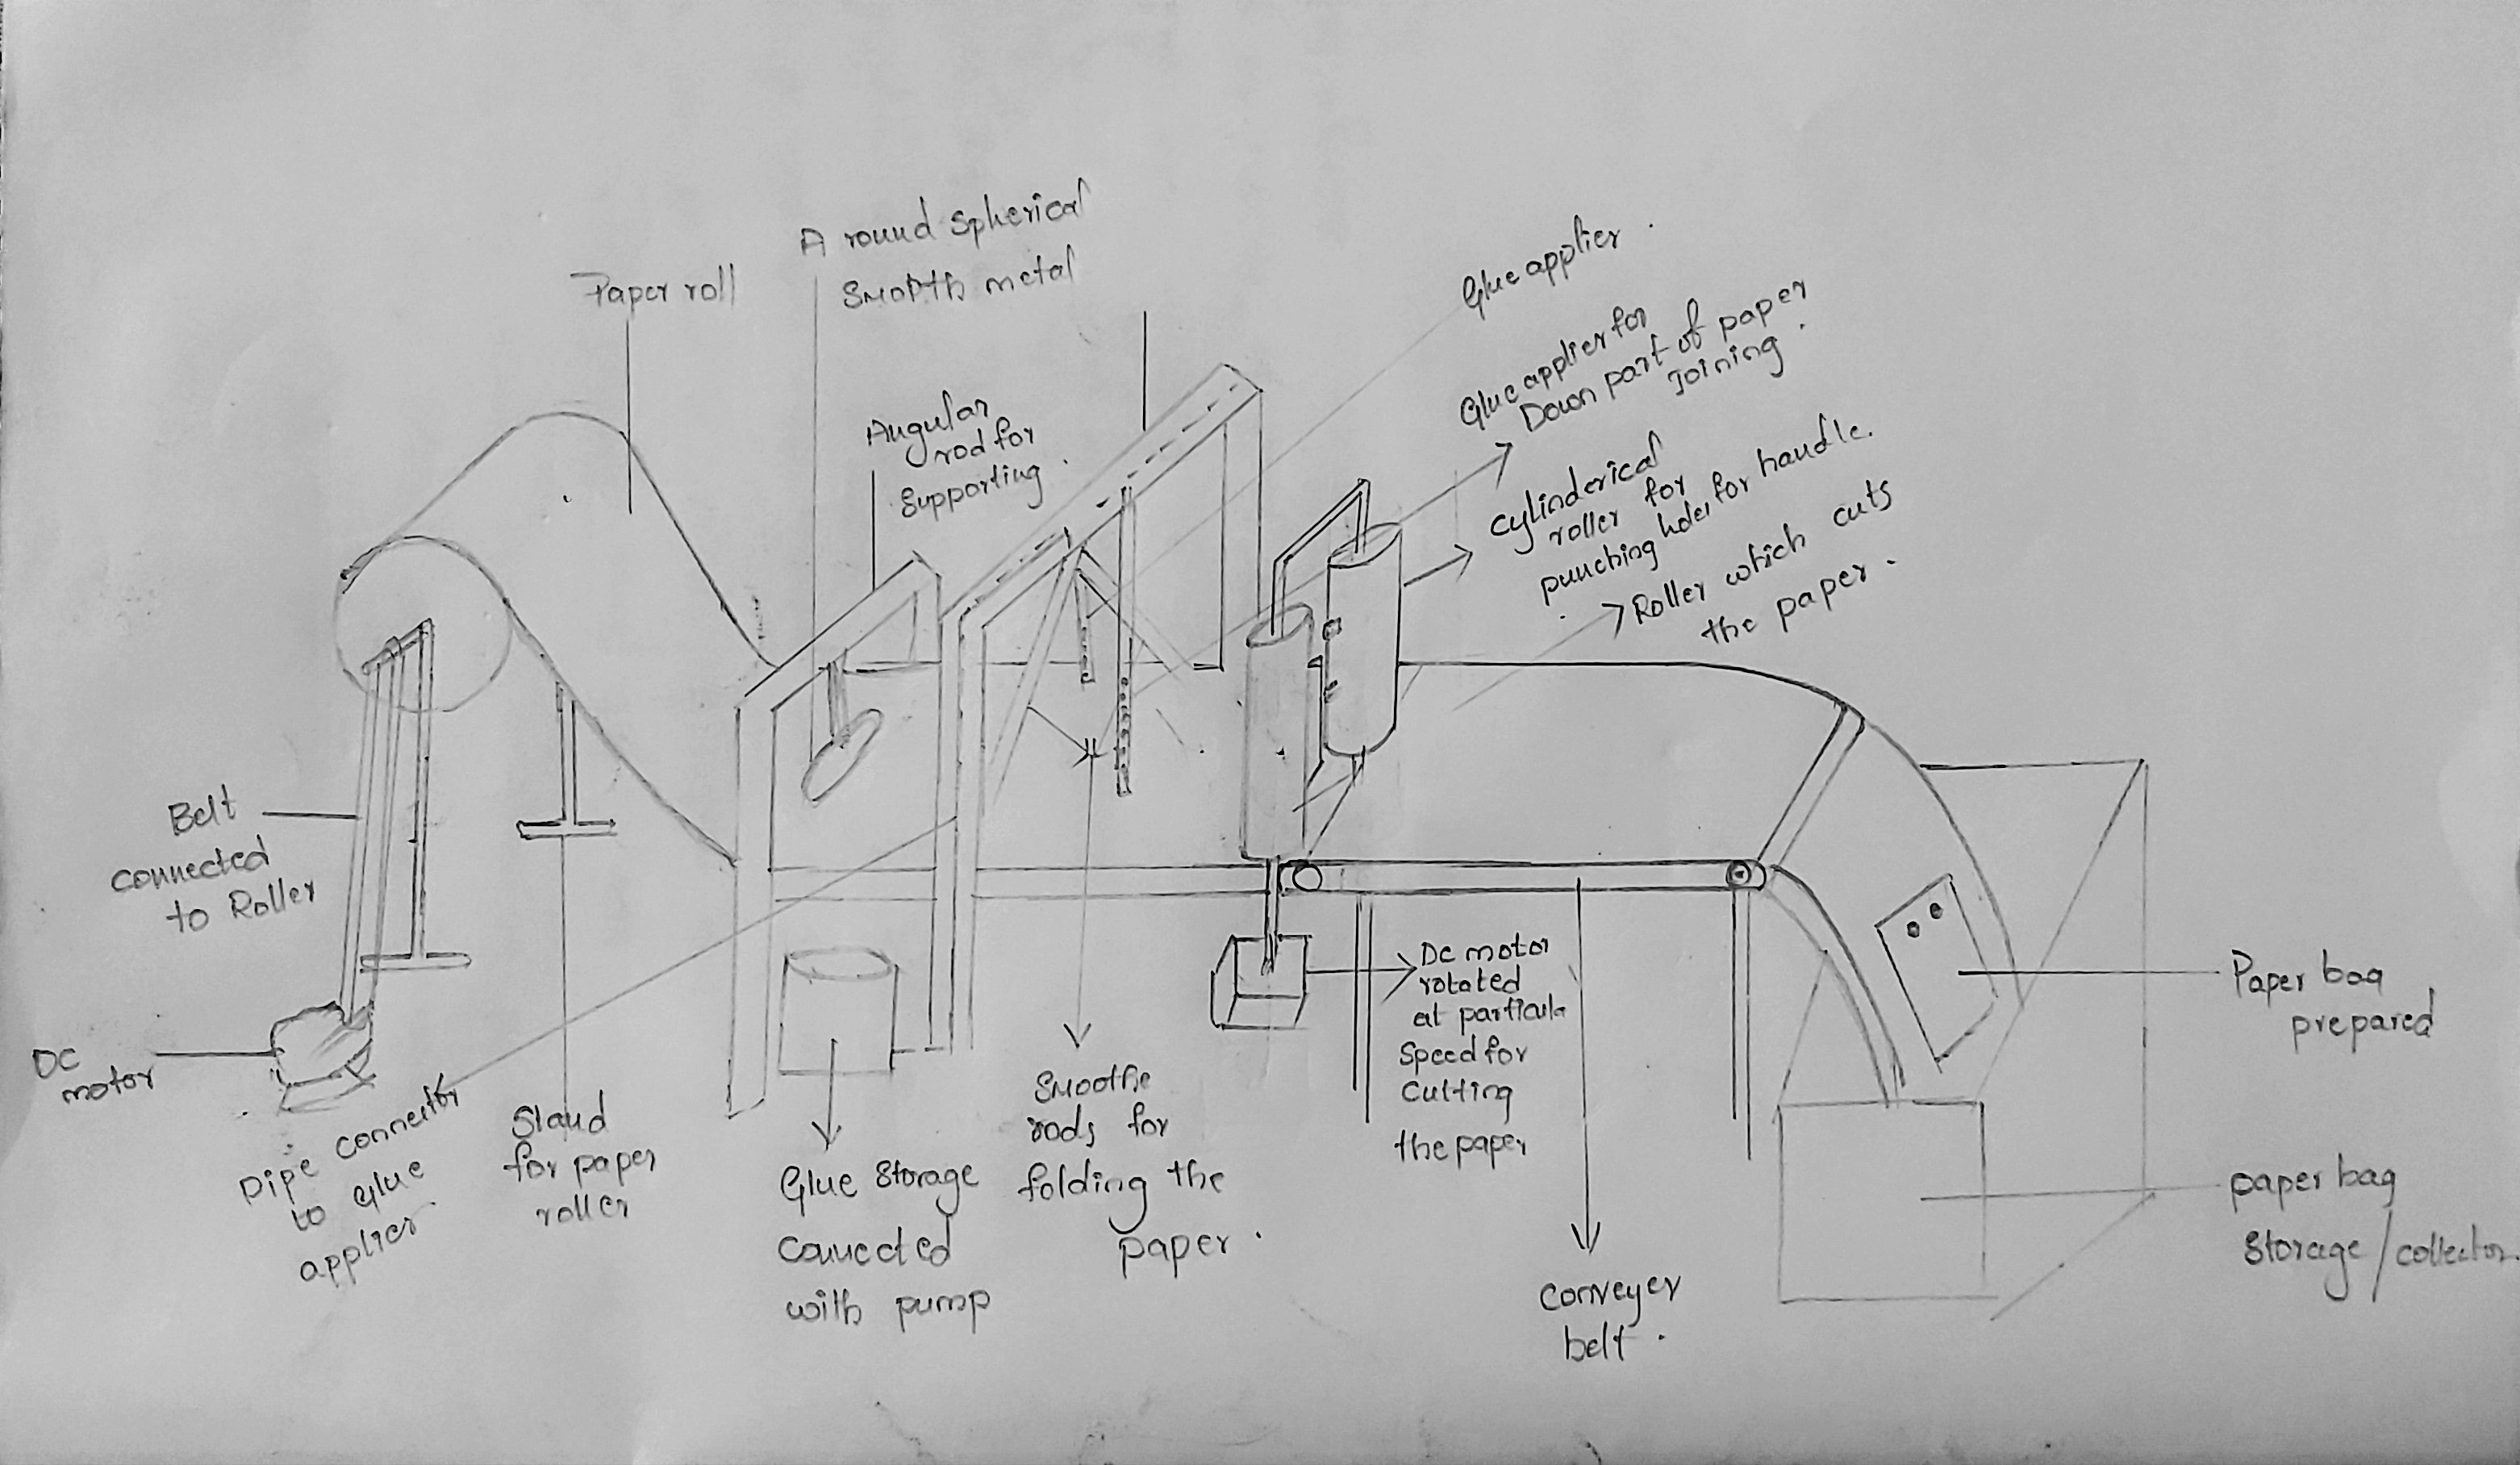 Paper roll
A round Spherical
Smooth metal
Angular
rod for
Supporting.
Glue applier.
Glue applier for
Down part of paper
Joining.
Cylinderical
roller for
punching holes for handle.
Roller which cuts
the paper.
Belt
connected
to Roller
DC
motor
Pipe connector
to glue
applier.
Stand
for paper
roller
Glue Storage
Connected
with pump
Smoothe
rods for
folding the
paper.
DC motor
rotated
at particular
Speed for
Cutting
the paper
Conveyer
belt.
Paper bag
prepared
paper bag
Storage / collector.